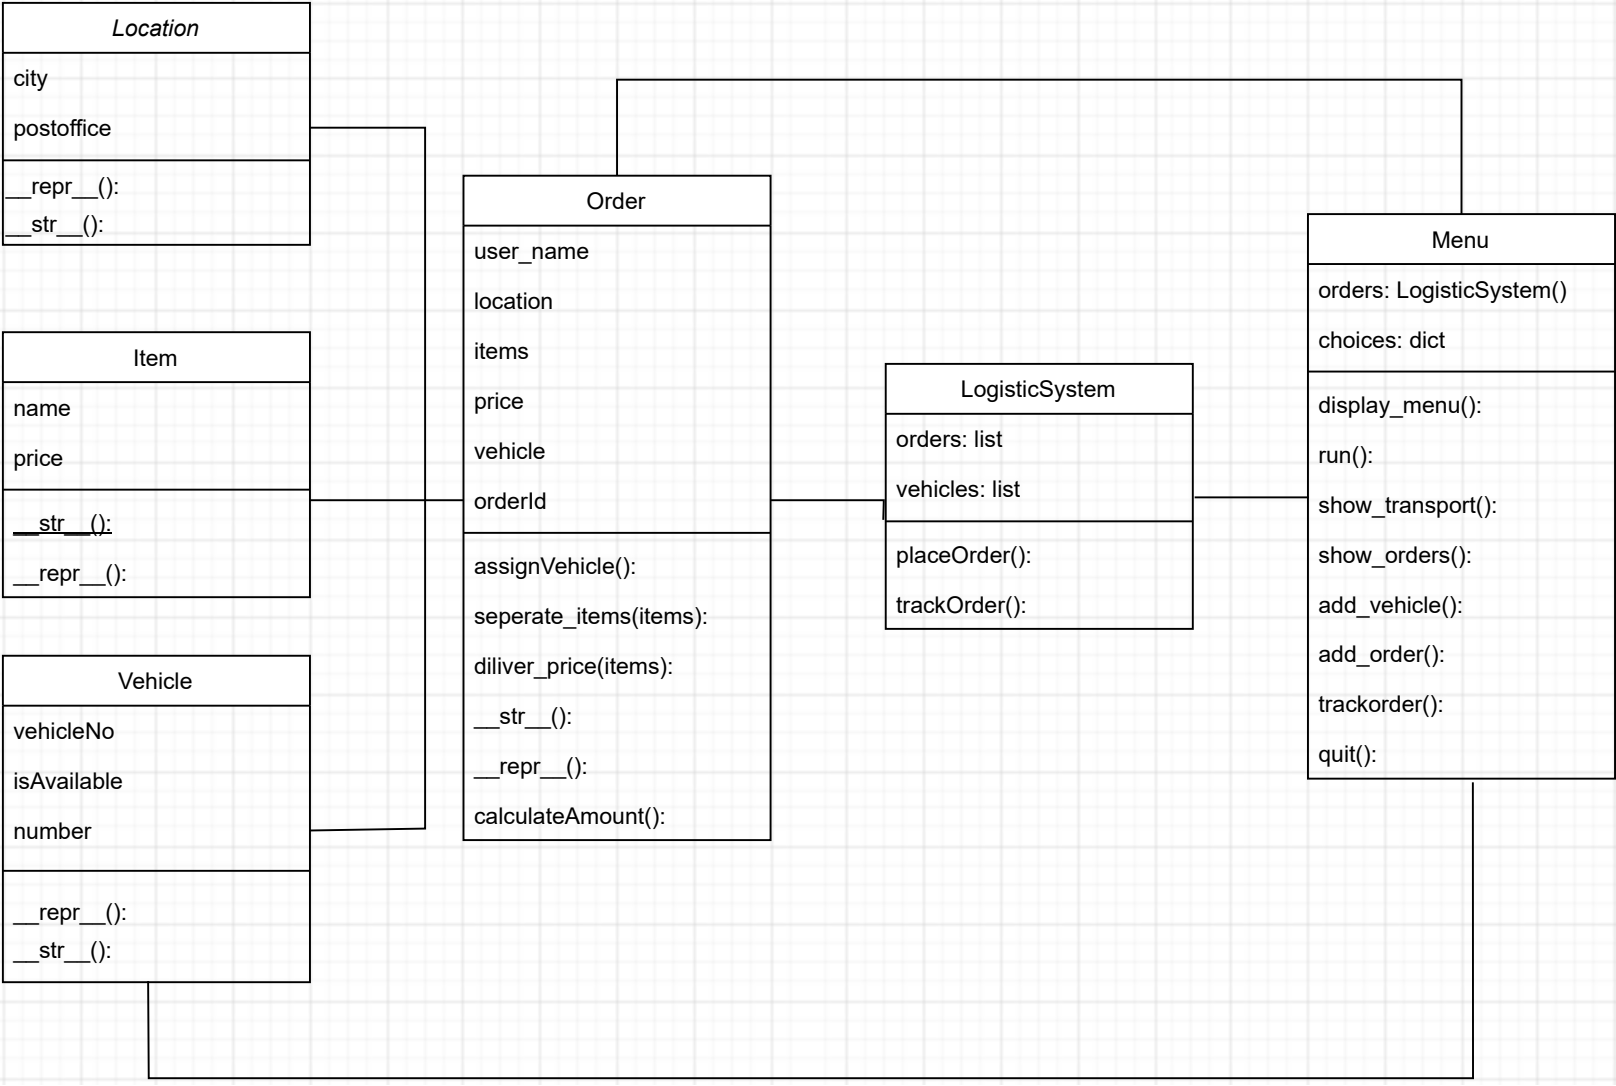 Location
city
postoffice
__repr__():
__str__():
Item
name
price
__str__():
__repr__():
Vehicle
vehicleNo
isAvailable
number
__repr__():
__str__():
Order
user_name
location
items
price
vehicle
orderId
assignVehicle():
seperate_items(items):
diliver_price(items):
__str__():
__repr__():
calculateAmount():
LogisticSystem
orders: list
vehicles: list
placeOrder():
trackOrder():
Menu
orders: LogisticSystem()
choices: dict
display_menu():
run():
show_transport():
show_orders():
add_vehicle():
add_order():
trackorder():
quit():